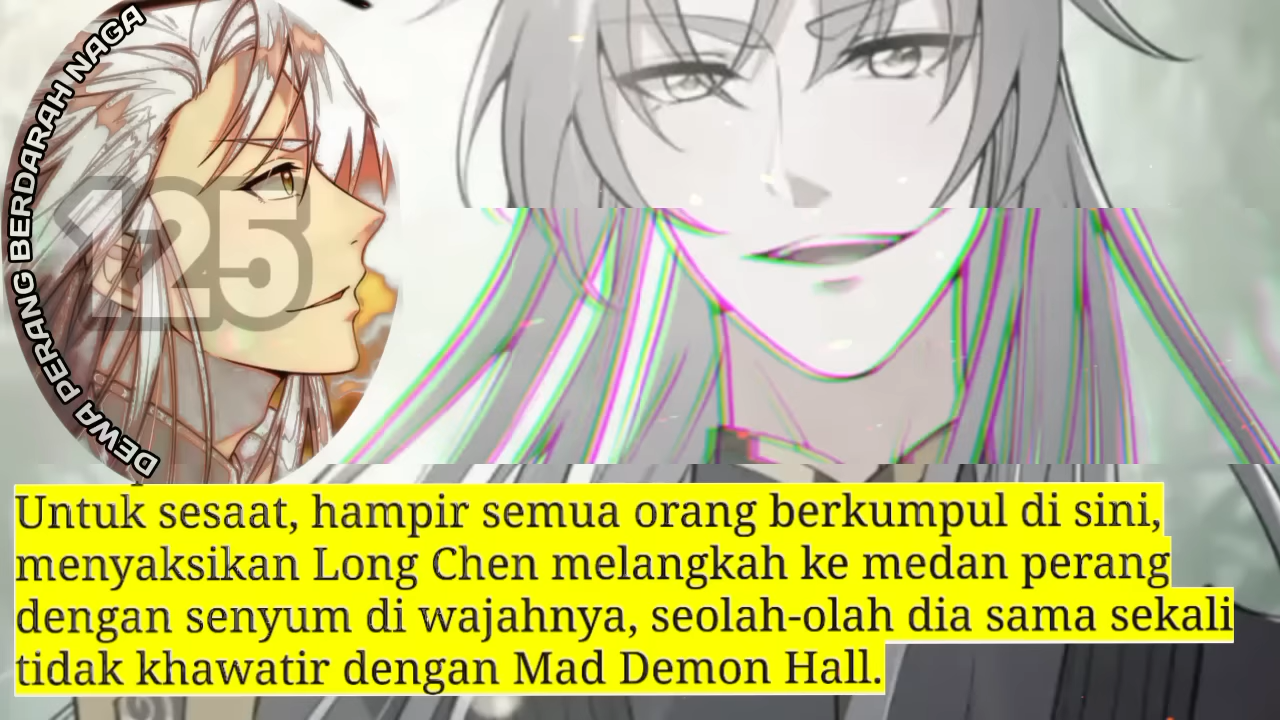 DEWA PERANG BERDARAH NAGA
125
Untuk sesaat, hampir semua orang berkumpul di sini,
menyaksikan Long Chen melangkah ke medan perang
dengan senyum di wajahnya, seolah-olah dia sama sekali
tidak khawatir dengan Mad Demon Hall.